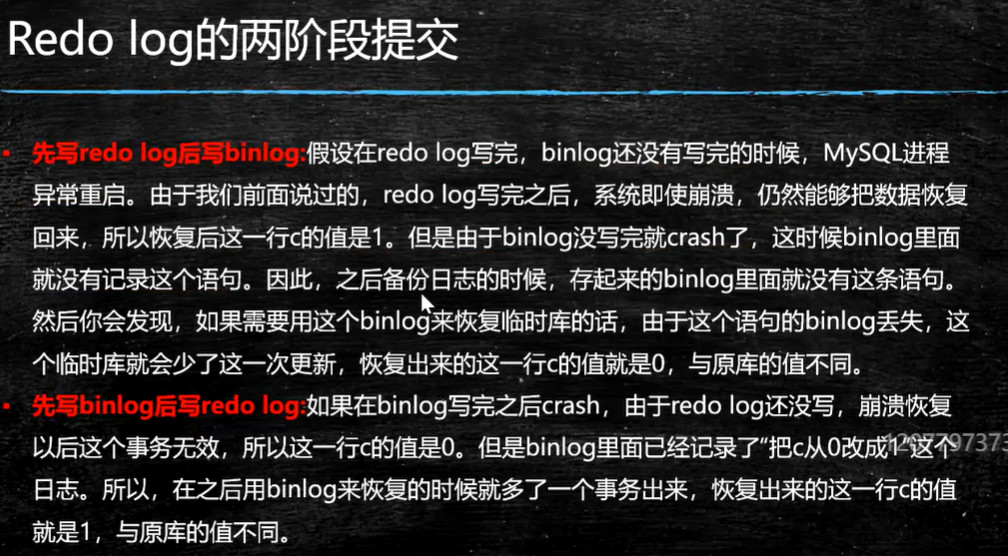 Redo log的两阶段提交
先写redo log后写binlog:假设在redo log写完，binlog还没有写完的时候，MySQL进程
异常重启。由于我们前面说过的，redo log写完之后，系统即使崩溃，仍然能够把数据恢复
回来，所以恢复后这一行c的值是1。但是由于binlog没写完就crash了，这时候binlog里面
就没有记录这个语句。因此，之后备份日志的时候，存起来的binlog里面就没有这条语句。
然后你会发现，如果需要用这个binlog来恢复临时库的话，由于这个语句的binlog丢失，这
个临时库就会少了这一次更新，恢复出来的这一行c的值就是0，与原库的值不同。
先写binlog后写redo log:如果在binlog写完之后crash，由于redo log还没写，崩溃恢复
以后这个事务无效，所以这一行c的值是0。但是binlog里面已经记录了“把c从0改成1”这个
日志。所以，在之后用binlog来恢复的时候就多了一个事务出来，恢复出来的这一行c的值
就是1，与原库的值不同。